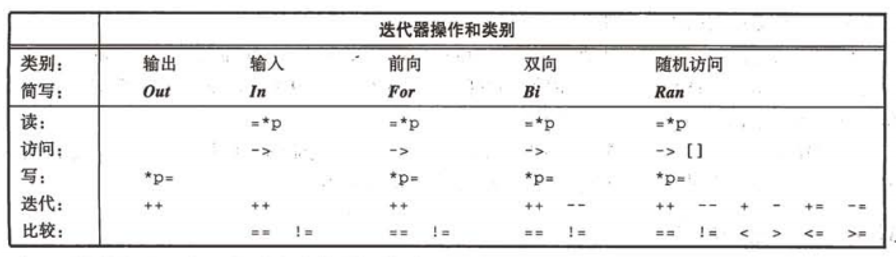 迭代器操作和类别
类别： 输出 输入 前向 双向 随机访问
简写： Out In For Bi Ran
读： =*p =*p =*p =*p
访问： -> -> -> -> []
写： *p= *p= *p= *p=
迭代： ++ ++ ++ ++ -- ++ -- + - += -=
比较： == != == != == != == != < > <= >=